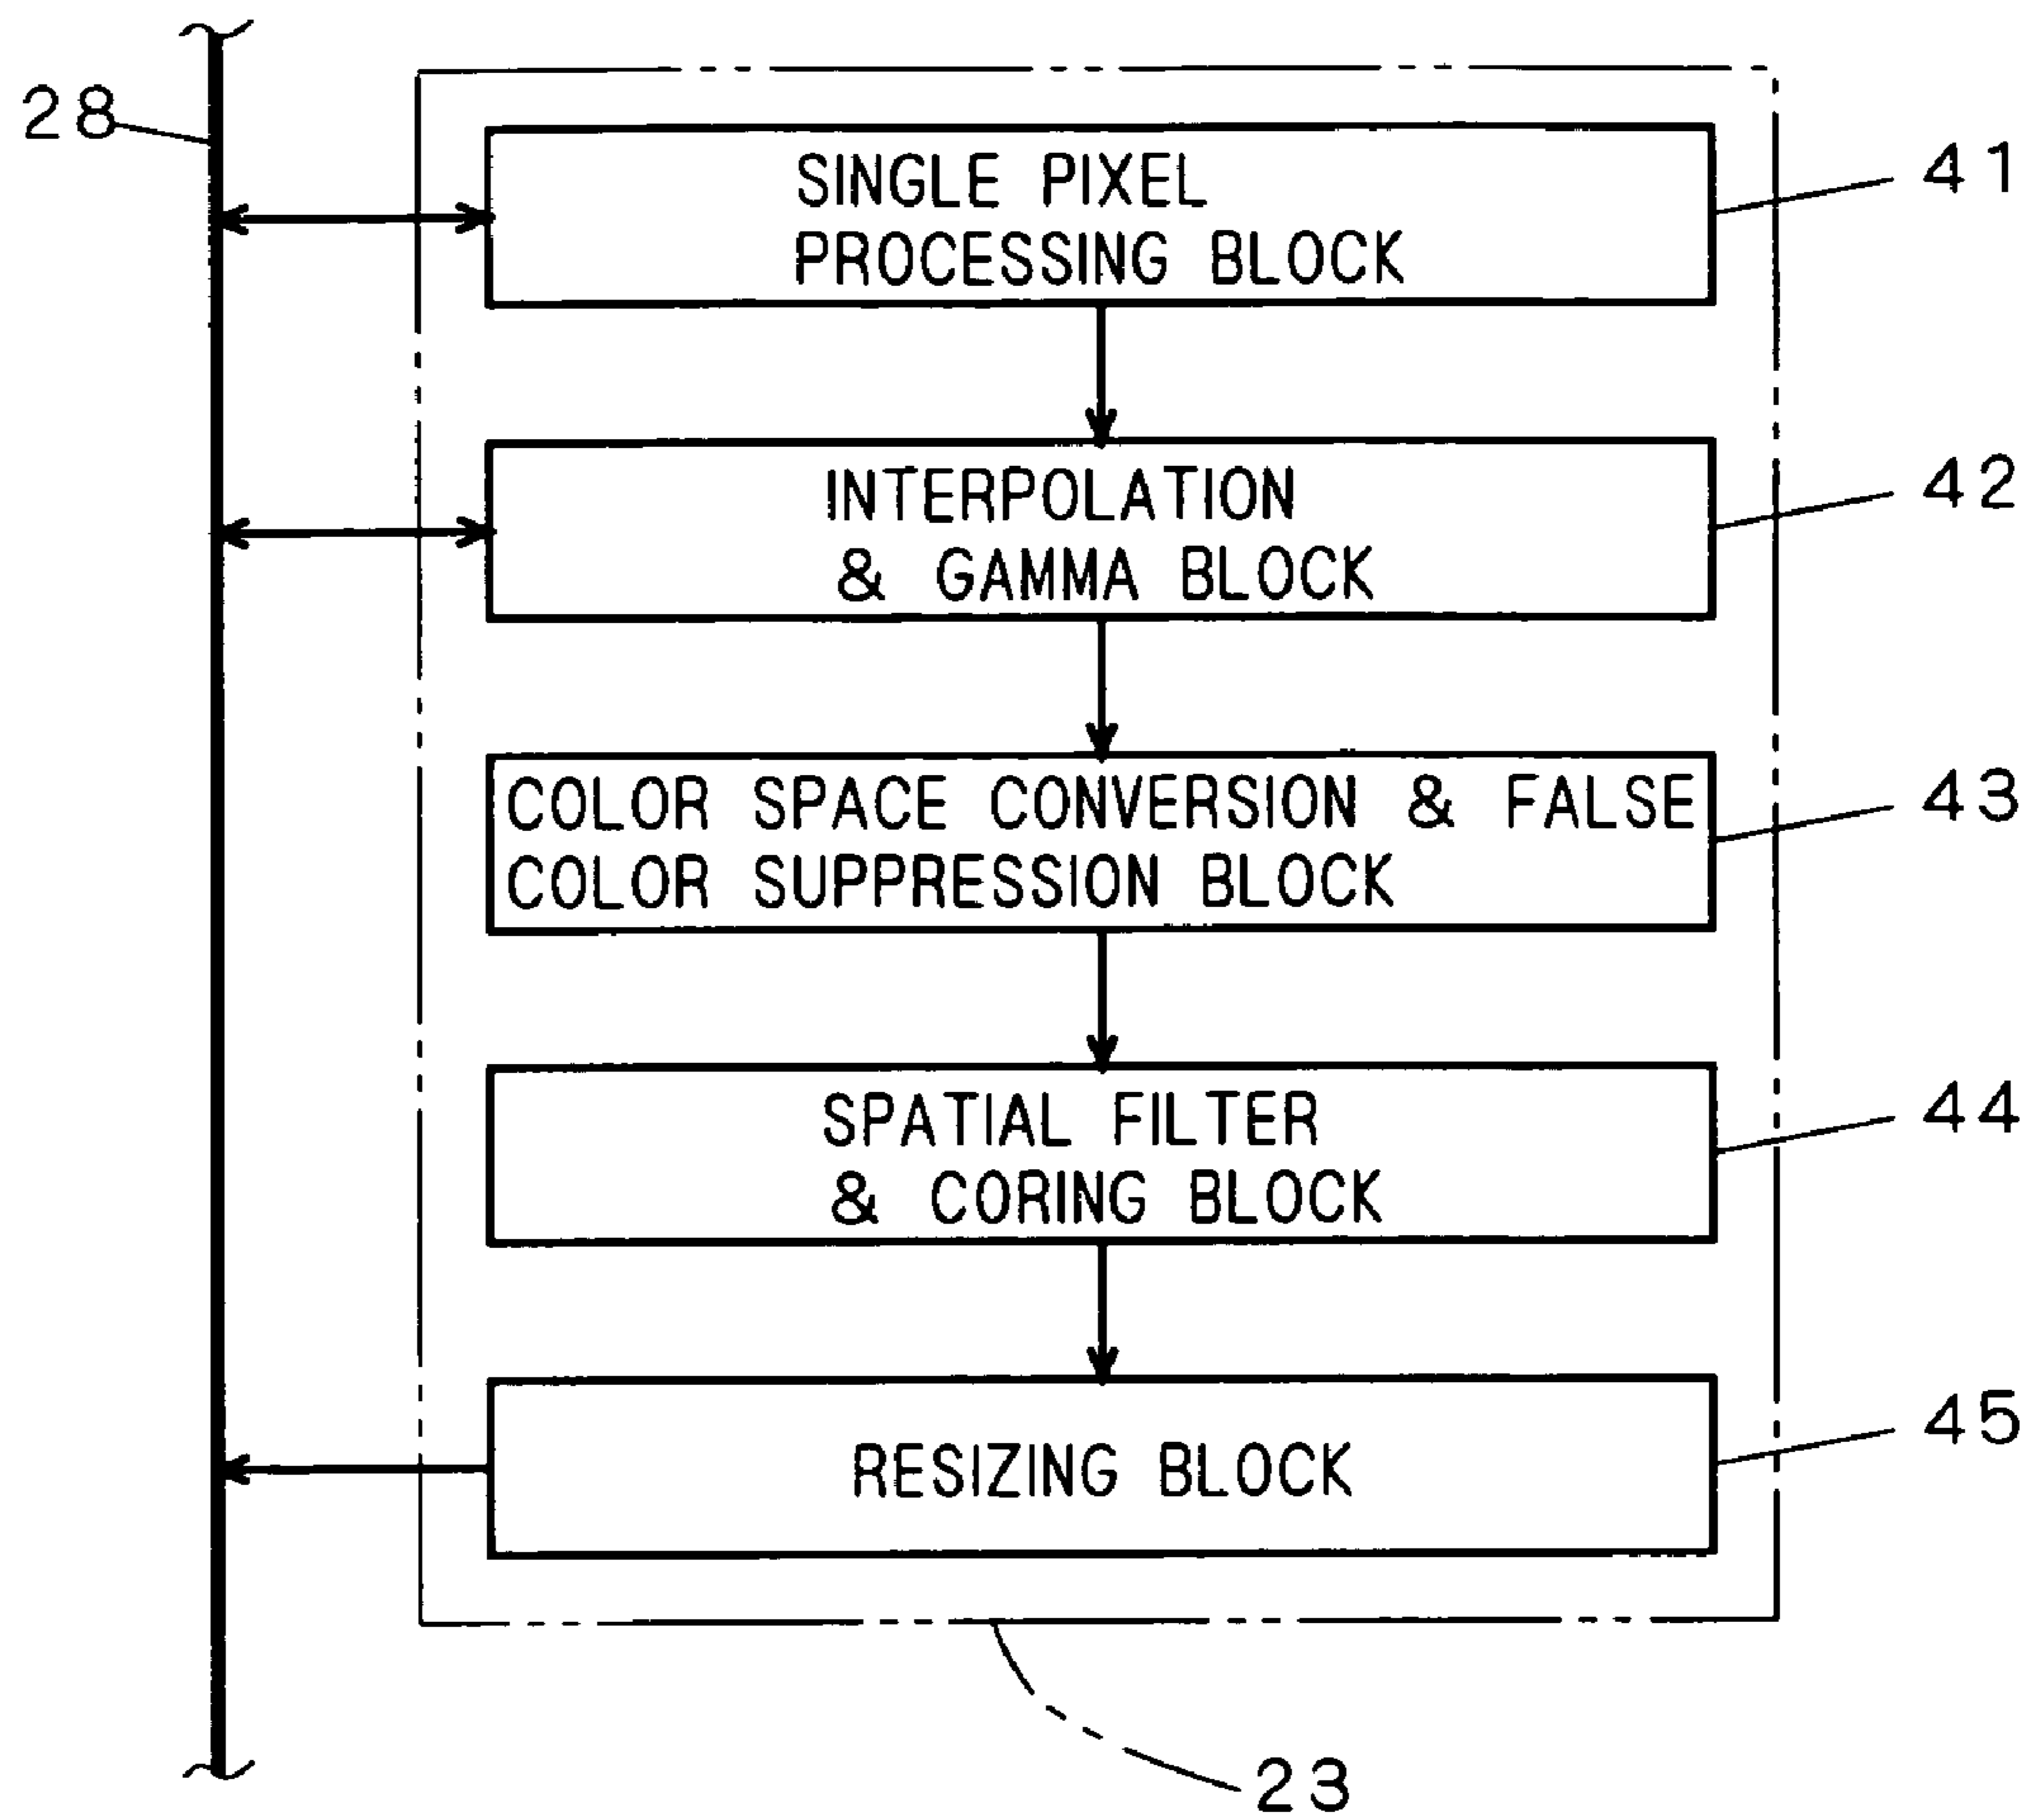 28
SINGLE PIXEL
PROCESSING BLOCK
41
INTERPOLATION
& GAMMA BLOCK
42
COLOR SPACE CONVERSION & FALSE
COLOR SUPPRESSION BLOCK
43
SPATIAL FILTER
& CORING BLOCK
44
RESIZING BLOCK
45
23